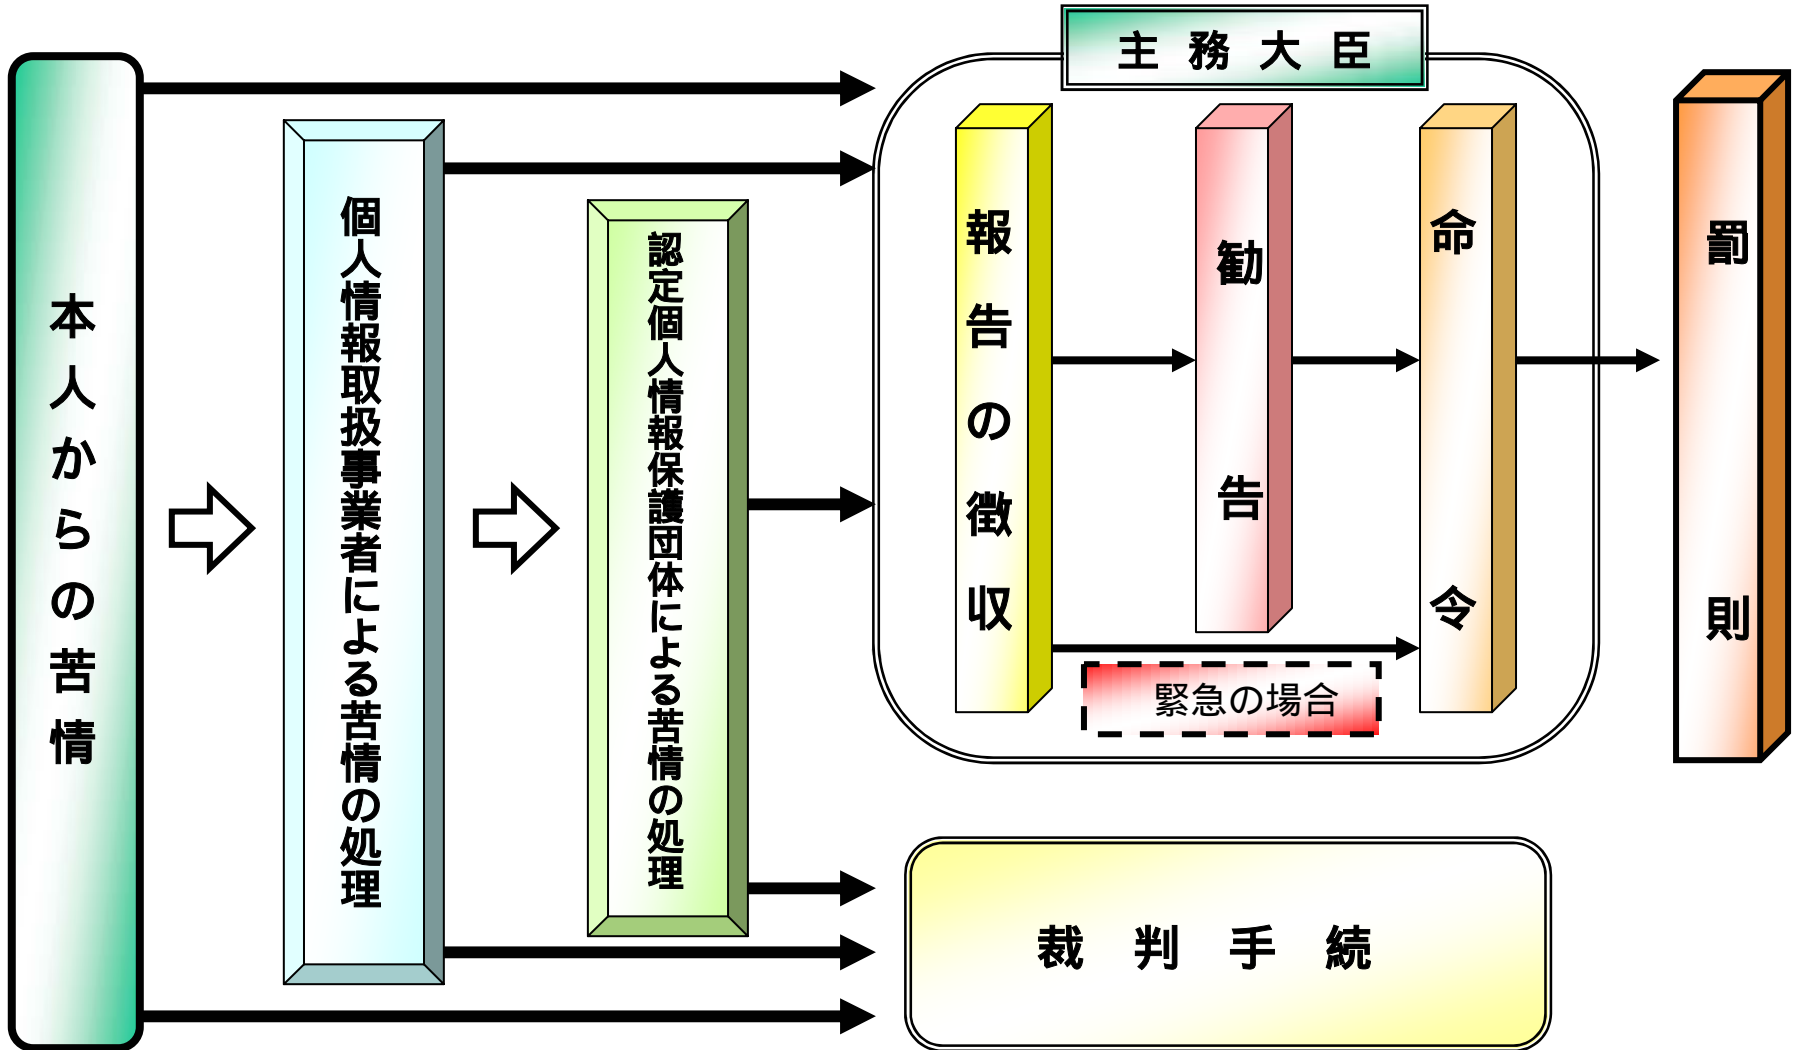 本人からの苦情
個人情報取扱事業者による苦情の処理
認定個人情報保護団体による苦情の処理
主務大臣
報告の徴収
勧告
命令
緊急の場合
罰則
裁判手続